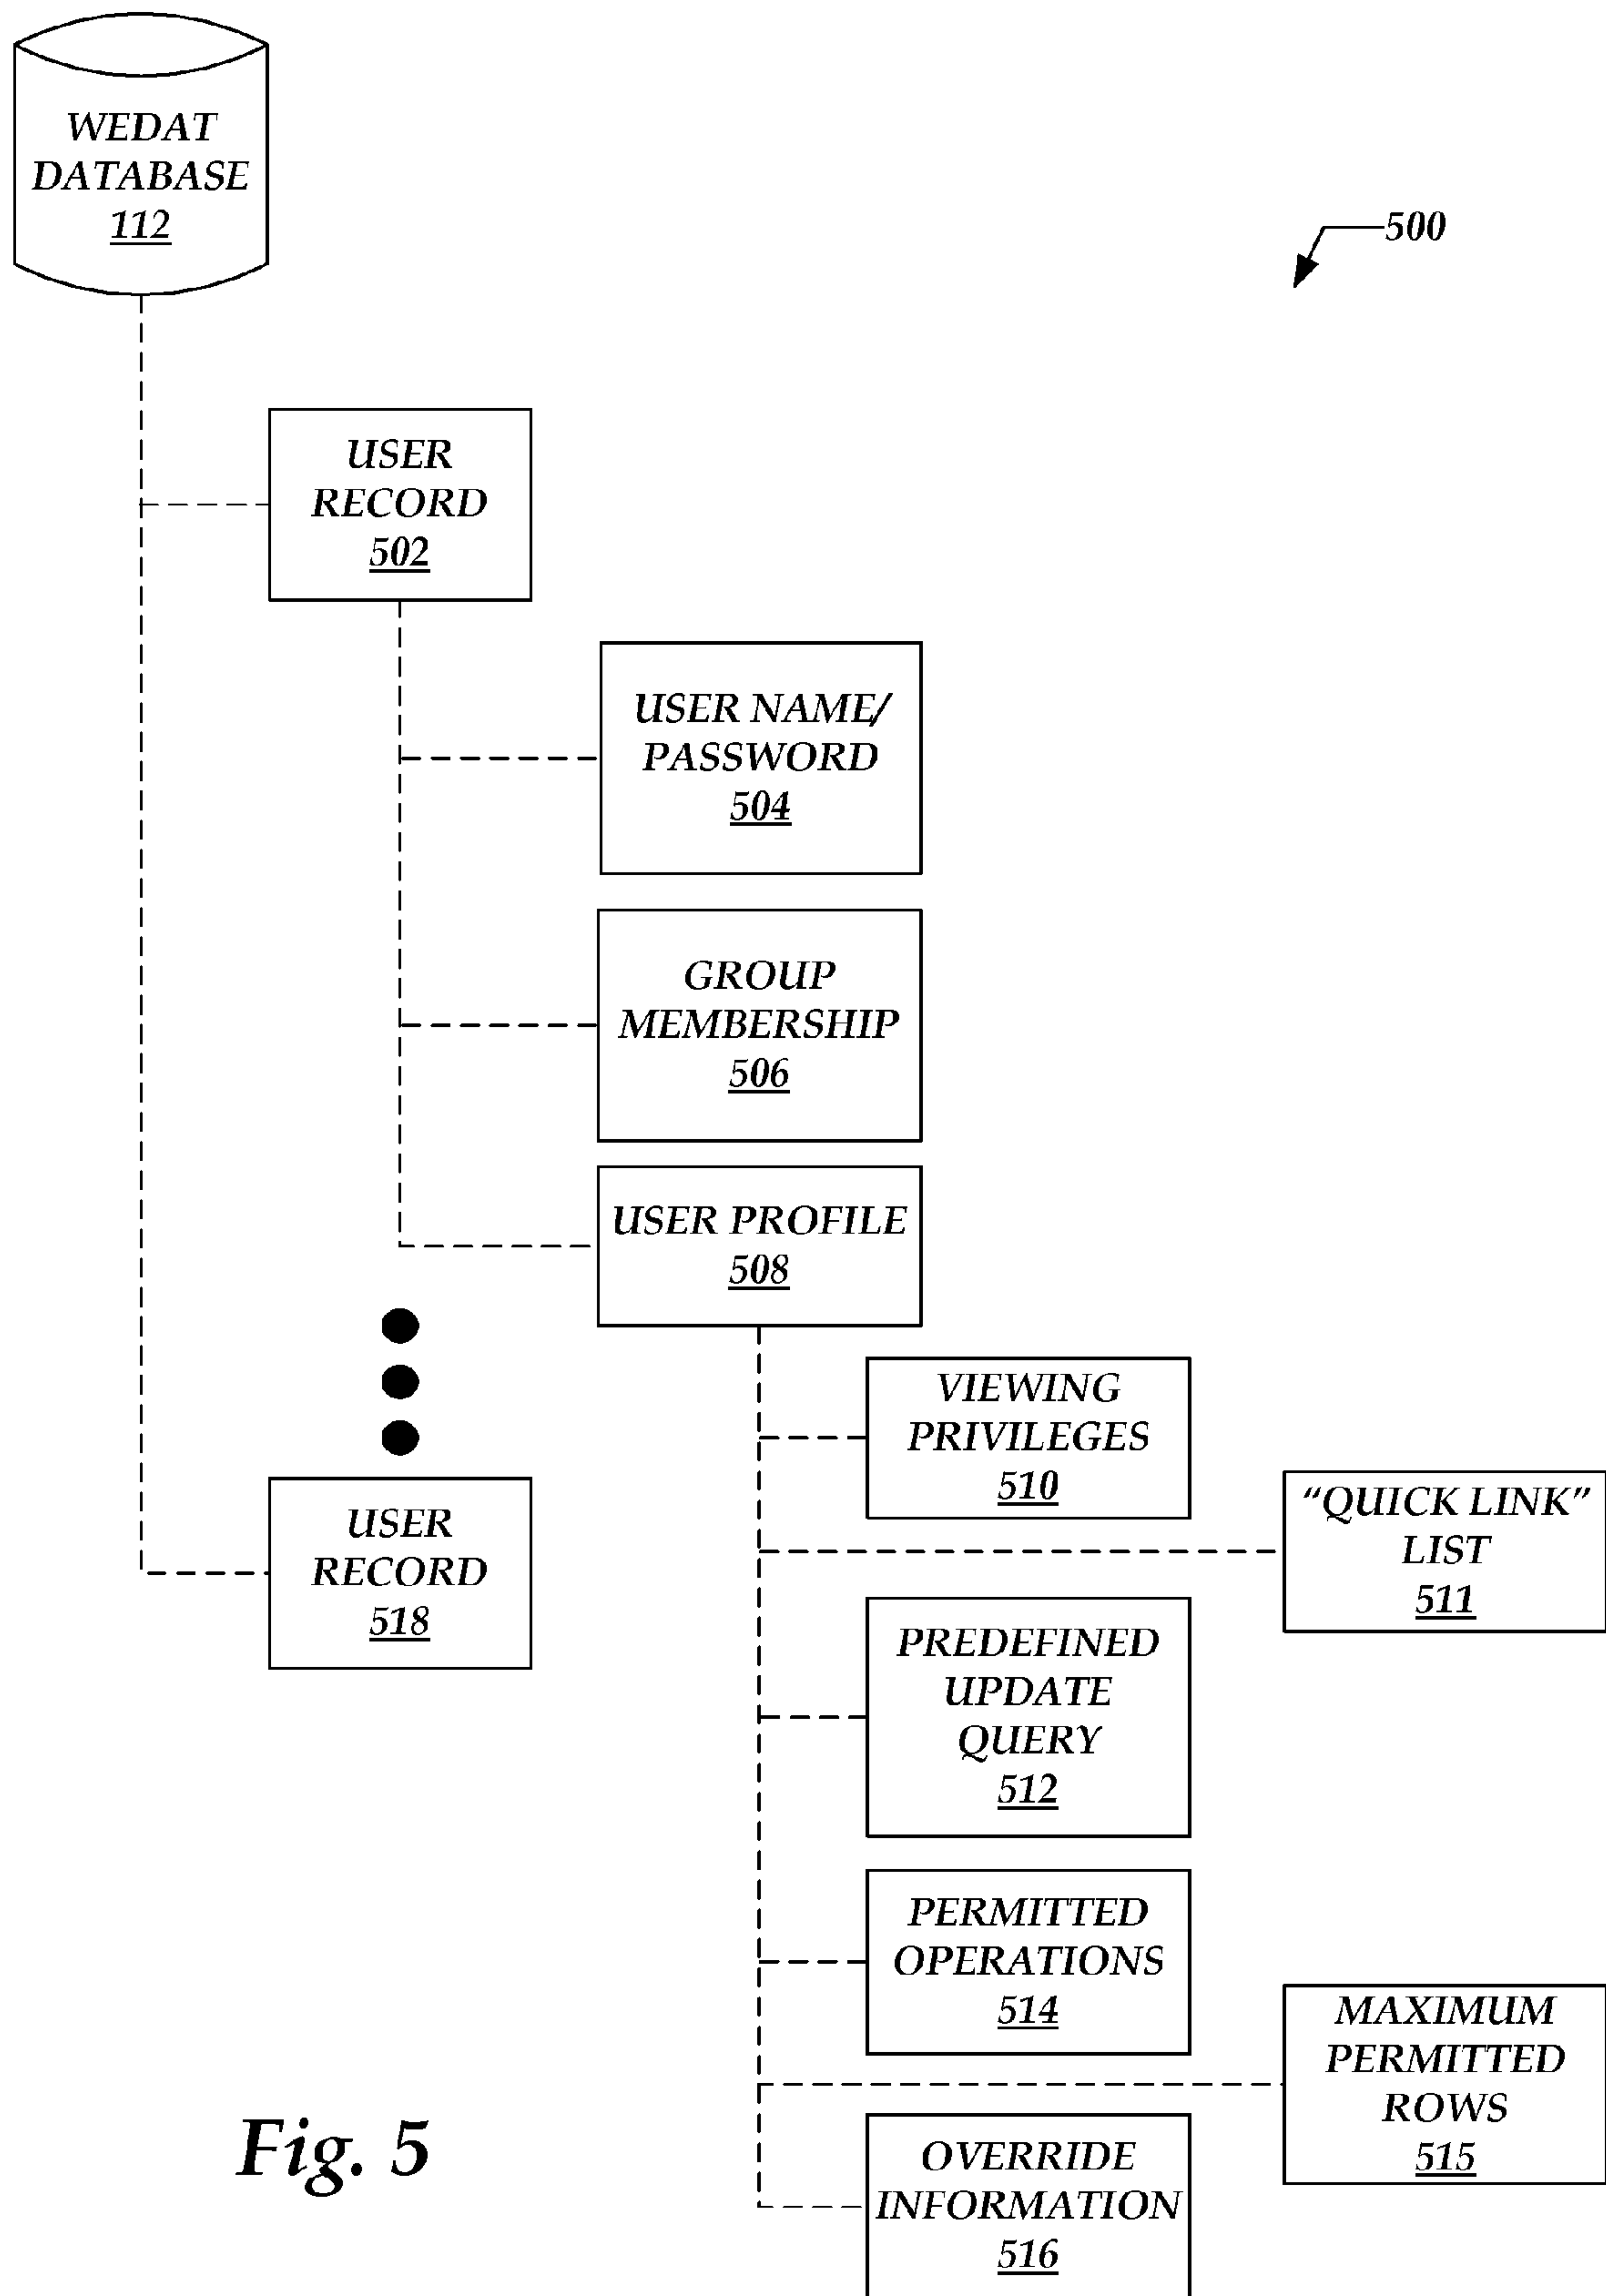 WEDAT
DATABASE
112
500
USER
RECORD
502
USER NAME/
PASSWORD
504
GROUP
MEMBERSHIP
506
USER PROFILE
508
VIEWING
PRIVILEGES
510
“QUICK LINK”
LIST
511
USER
RECORD
518
PREDEFINED
UPDATE
QUERY
512
PERMITTED
OPERATIONS
514
MAXIMUM
PERMITTED
ROWS
515
OVERRIDE
INFORMATION
516
Fig. 5